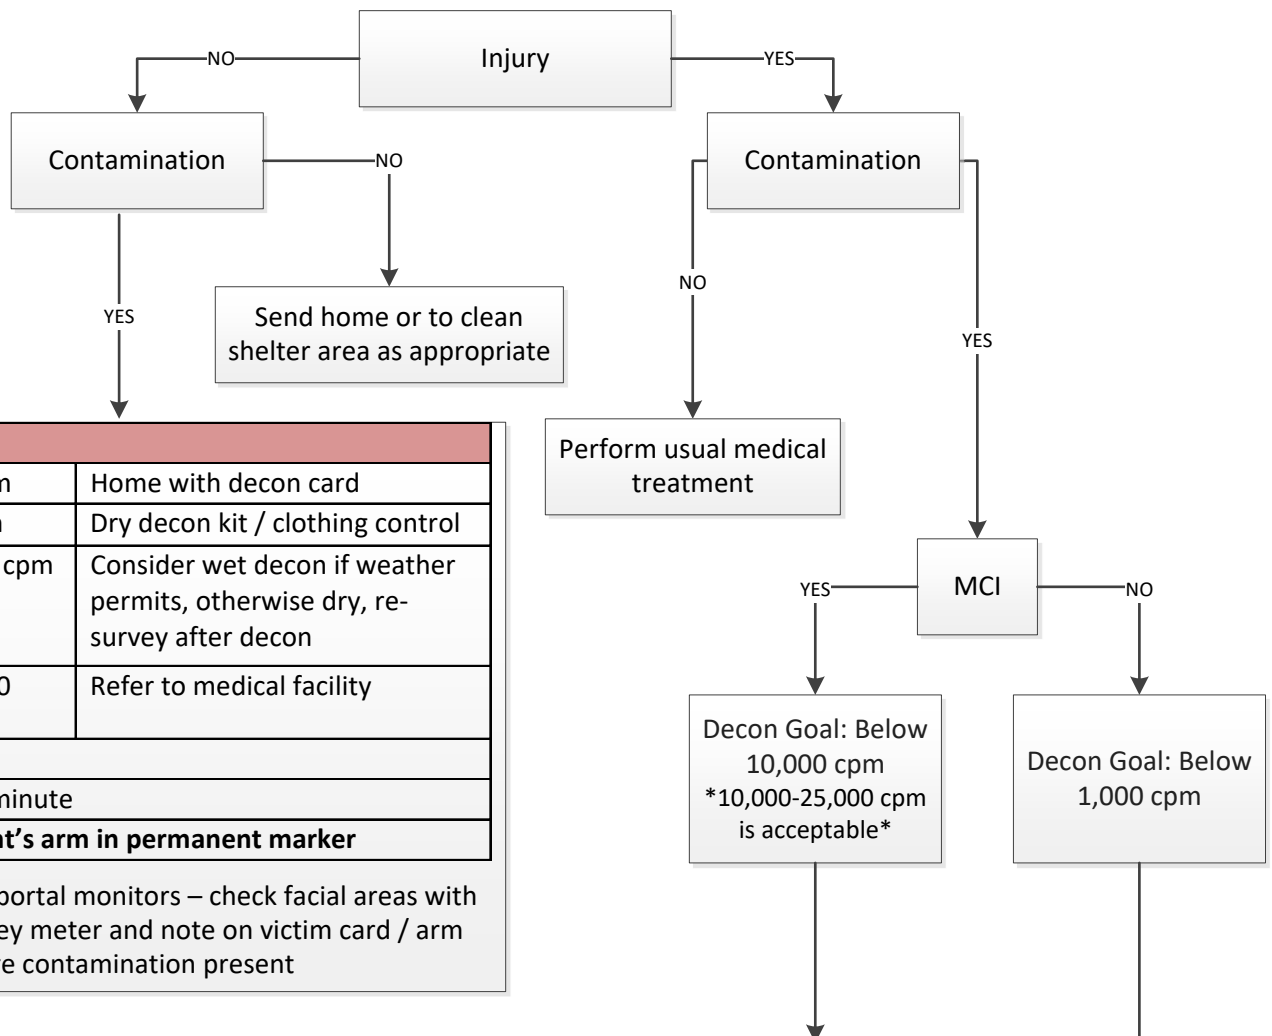 Injury
NO
YES
Contamination
NO
Contamination
NO
YES
YES
Send home or to clean
shelter area as appropriate
Perform usual medical
treatment
MCI
YES
NO
Decon Goal: Below
10,000 cpm
*10,000-25,000 cpm
is acceptable*
Decon Goal: Below
1,000 cpm
Home with decon card
Dry decon kit / clothing control
cpm
Consider wet decon if weather
permits, otherwise dry, re-
survey after decon
0
Refer to medical facility
minute
arm in permanent marker
portal monitors – check facial areas with
meter and note on victim card / arm
contamination present